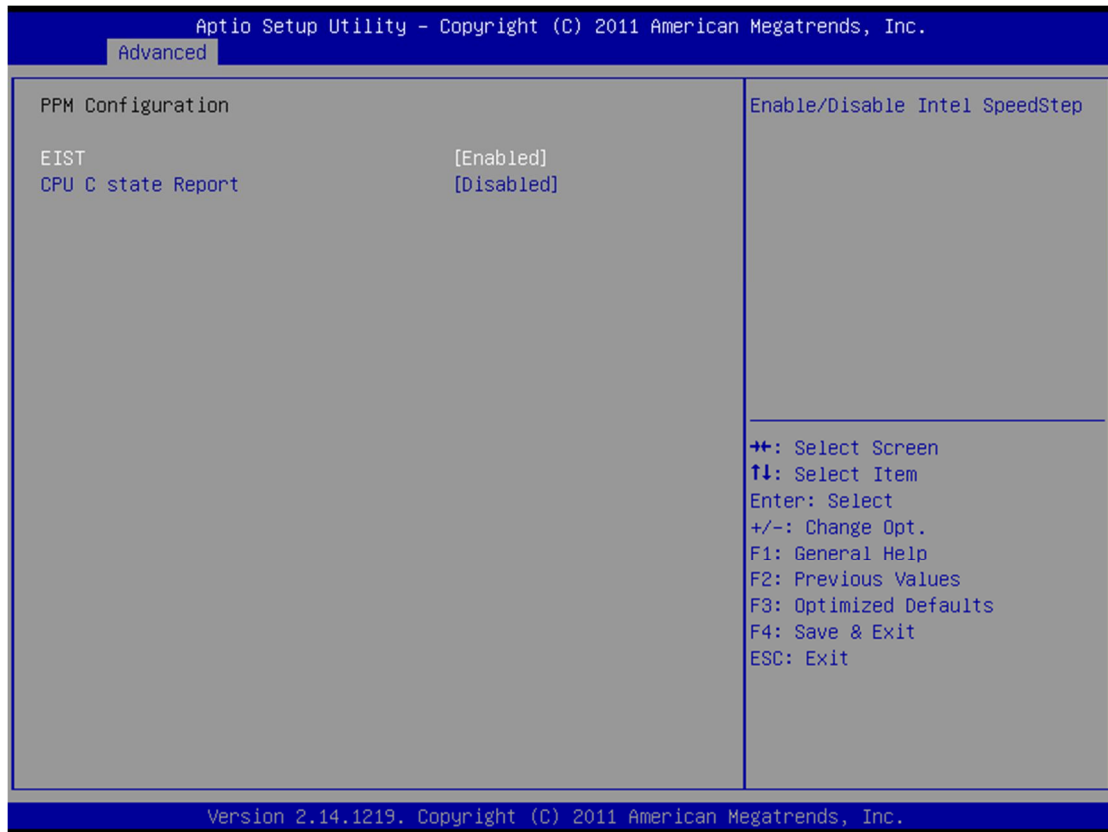 Aptio Setup Utility – Copyright (C) 2011 American Megatrends, Inc.
Advanced
PPM Configuration
EIST [Enabled]
CPU C state Report [Disabled]
Enable/Disable Intel SpeedStep
→←: Select Screen
↑↓: Select Item
Enter: Select
+/-: Change Opt.
F1: General Help
F2: Previous Values
F3: Optimized Defaults
F4: Save & Exit
ESC: Exit
Version 2.14.1219. Copyright (C) 2011 American Megatrends, Inc.